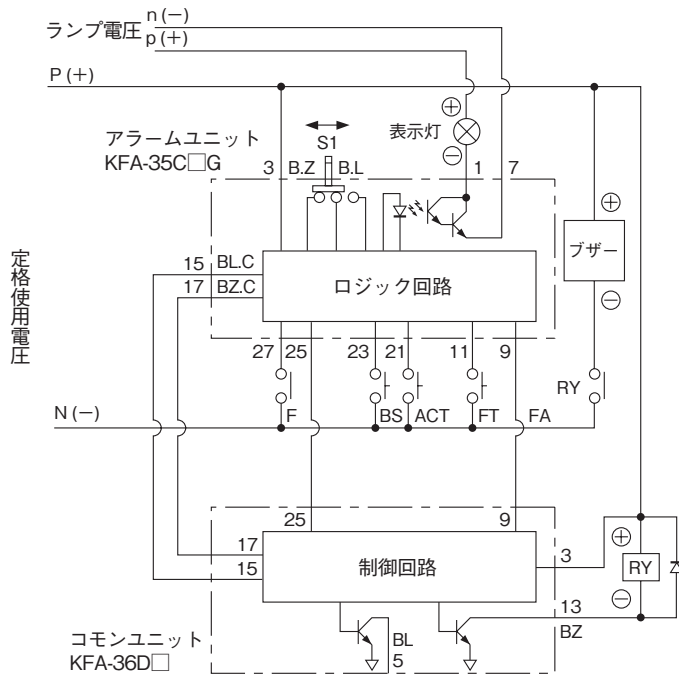 n (−)
ランプ電圧 p (+)
P (+)
アラームユニット
KFA-35C□G
S1
表示灯
⊕
⊖
3 B.Z B.L 1 7
⊕
ブザー
⊖
定格使用電圧
15 BL.C
17 BZ.C
ロジック回路
27 25 23 21 11 9
RY
N (−)
F BS ACT FT FA
25 9
17
15
制御回路
3
⊕
RY
⊖
13
BZ
コモンユニット
KFA-36D□
BL
5